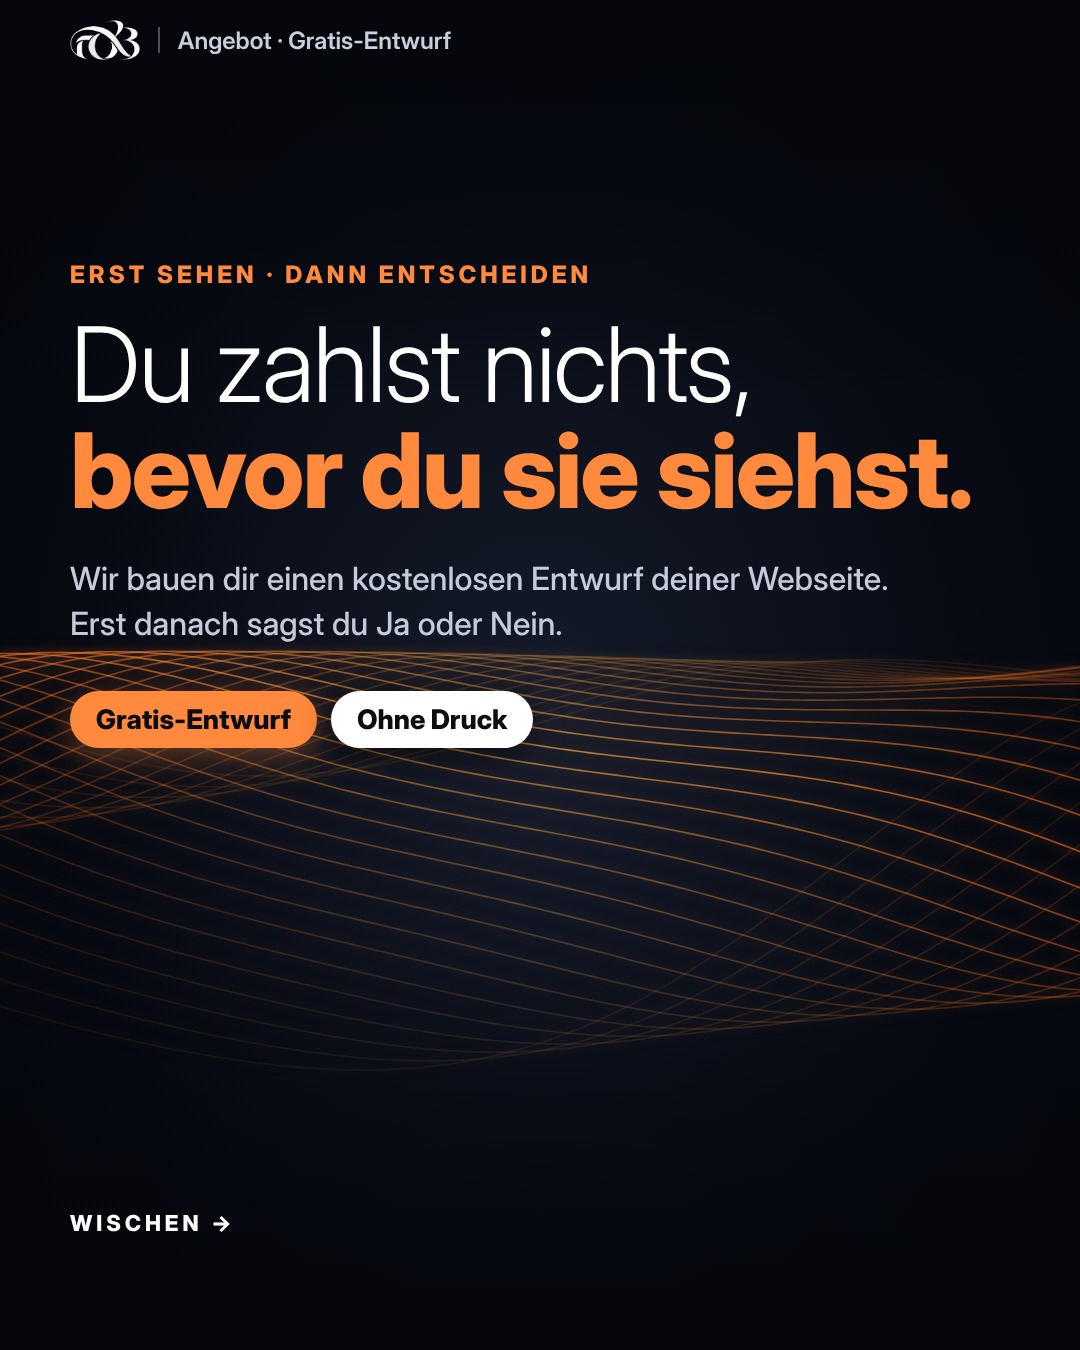 Angebot · Gratis-Entwurf
ERST SEHEN · DANN ENTSCHEIDEN
Du zahlst nichts,
bevor du sie siehst.
Wir bauen dir einen kostenlosen Entwurf deiner Webseite.
Erst danach sagst du Ja oder Nein.
Gratis-Entwurf
Ohne Druck
WISCHEN →